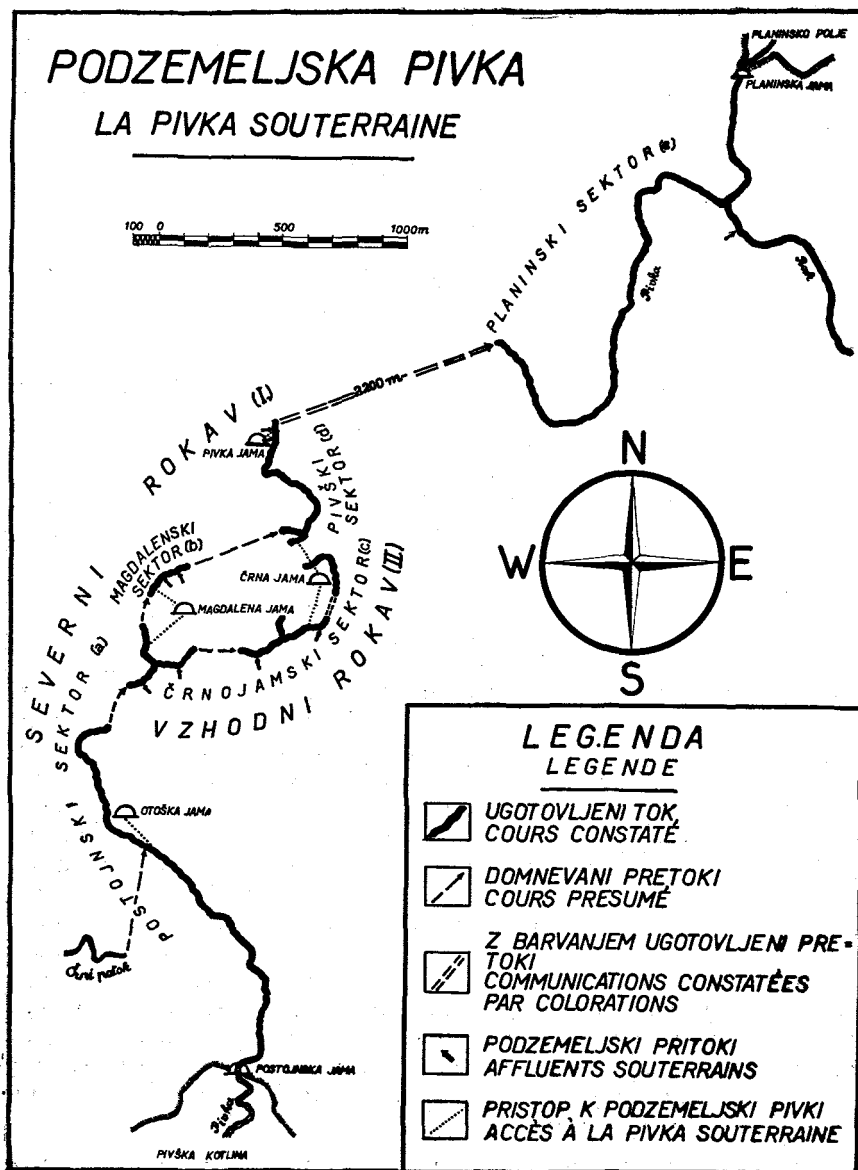 PODZEMELJSKA PIVKA
LA PIVKA SOUTERRAINE
100 0 500 1000m
PLANINSKO POLJE
PLANINSKA JAMA
PLANINSKI SEKTOR (e)
Pivka
Rak
2200 m
ROKAV (I)
SEVERNI
PIVKA JAMA
PIVŠKI
SEKTOR (d)
MAGDALENSKI
SEKTOR (b)
ČRNA JAMA
MAGDALENA JAMA
ČRNOJAMSKI SEKTOR (c)
VZHODNI ROKAV (II)
POSTOJNSKI SEKTOR (a)
OTOŠKA JAMA
Črni potok
POSTOJNSKA JAMA
Pivka
PIVŠKA KOTLINA
N
W E
S
LEGENDA
LEGENDE
UGOTOVLJENI TOK
COURS CONSTATÉ
DOMNEVANI PRETOKI
COURS PRESUMÉ
Z BARVANJEM UGOTOVLJENI PRE=
TOKI
COMMUNICATIONS CONSTATÉES
PAR COLORATIONS
PODZEMELJSKI PRITOKI
AFFLUENTS SOUTERRAINS
PRISTOP K PODZEMELJSKI PIVKI
ACCÈS À LA PIVKA SOUTERRAINE